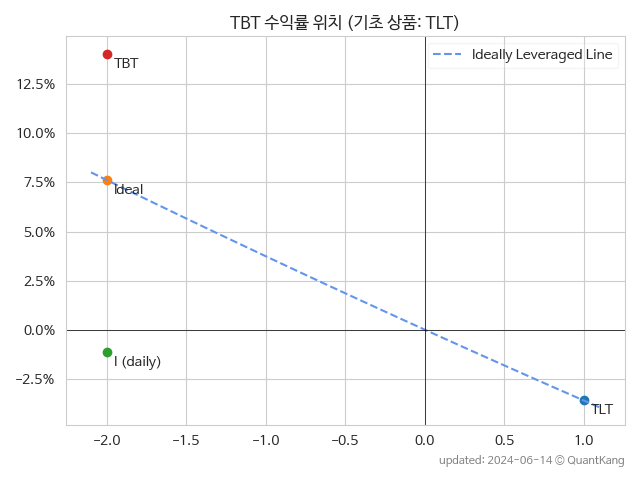 TBT 수익률 위치 (기초 상품: TLT)
Ideally Leveraged Line
TBT
12.5%
10.0%
7.5%
Ideal
5.0%
2.5%
0.0%
I (daily)
−2.5%
TLT
−2.0
−1.5
−1.0
−0.5
0.0
0.5
1.0
updated: 2024-06-14 © QuantKang